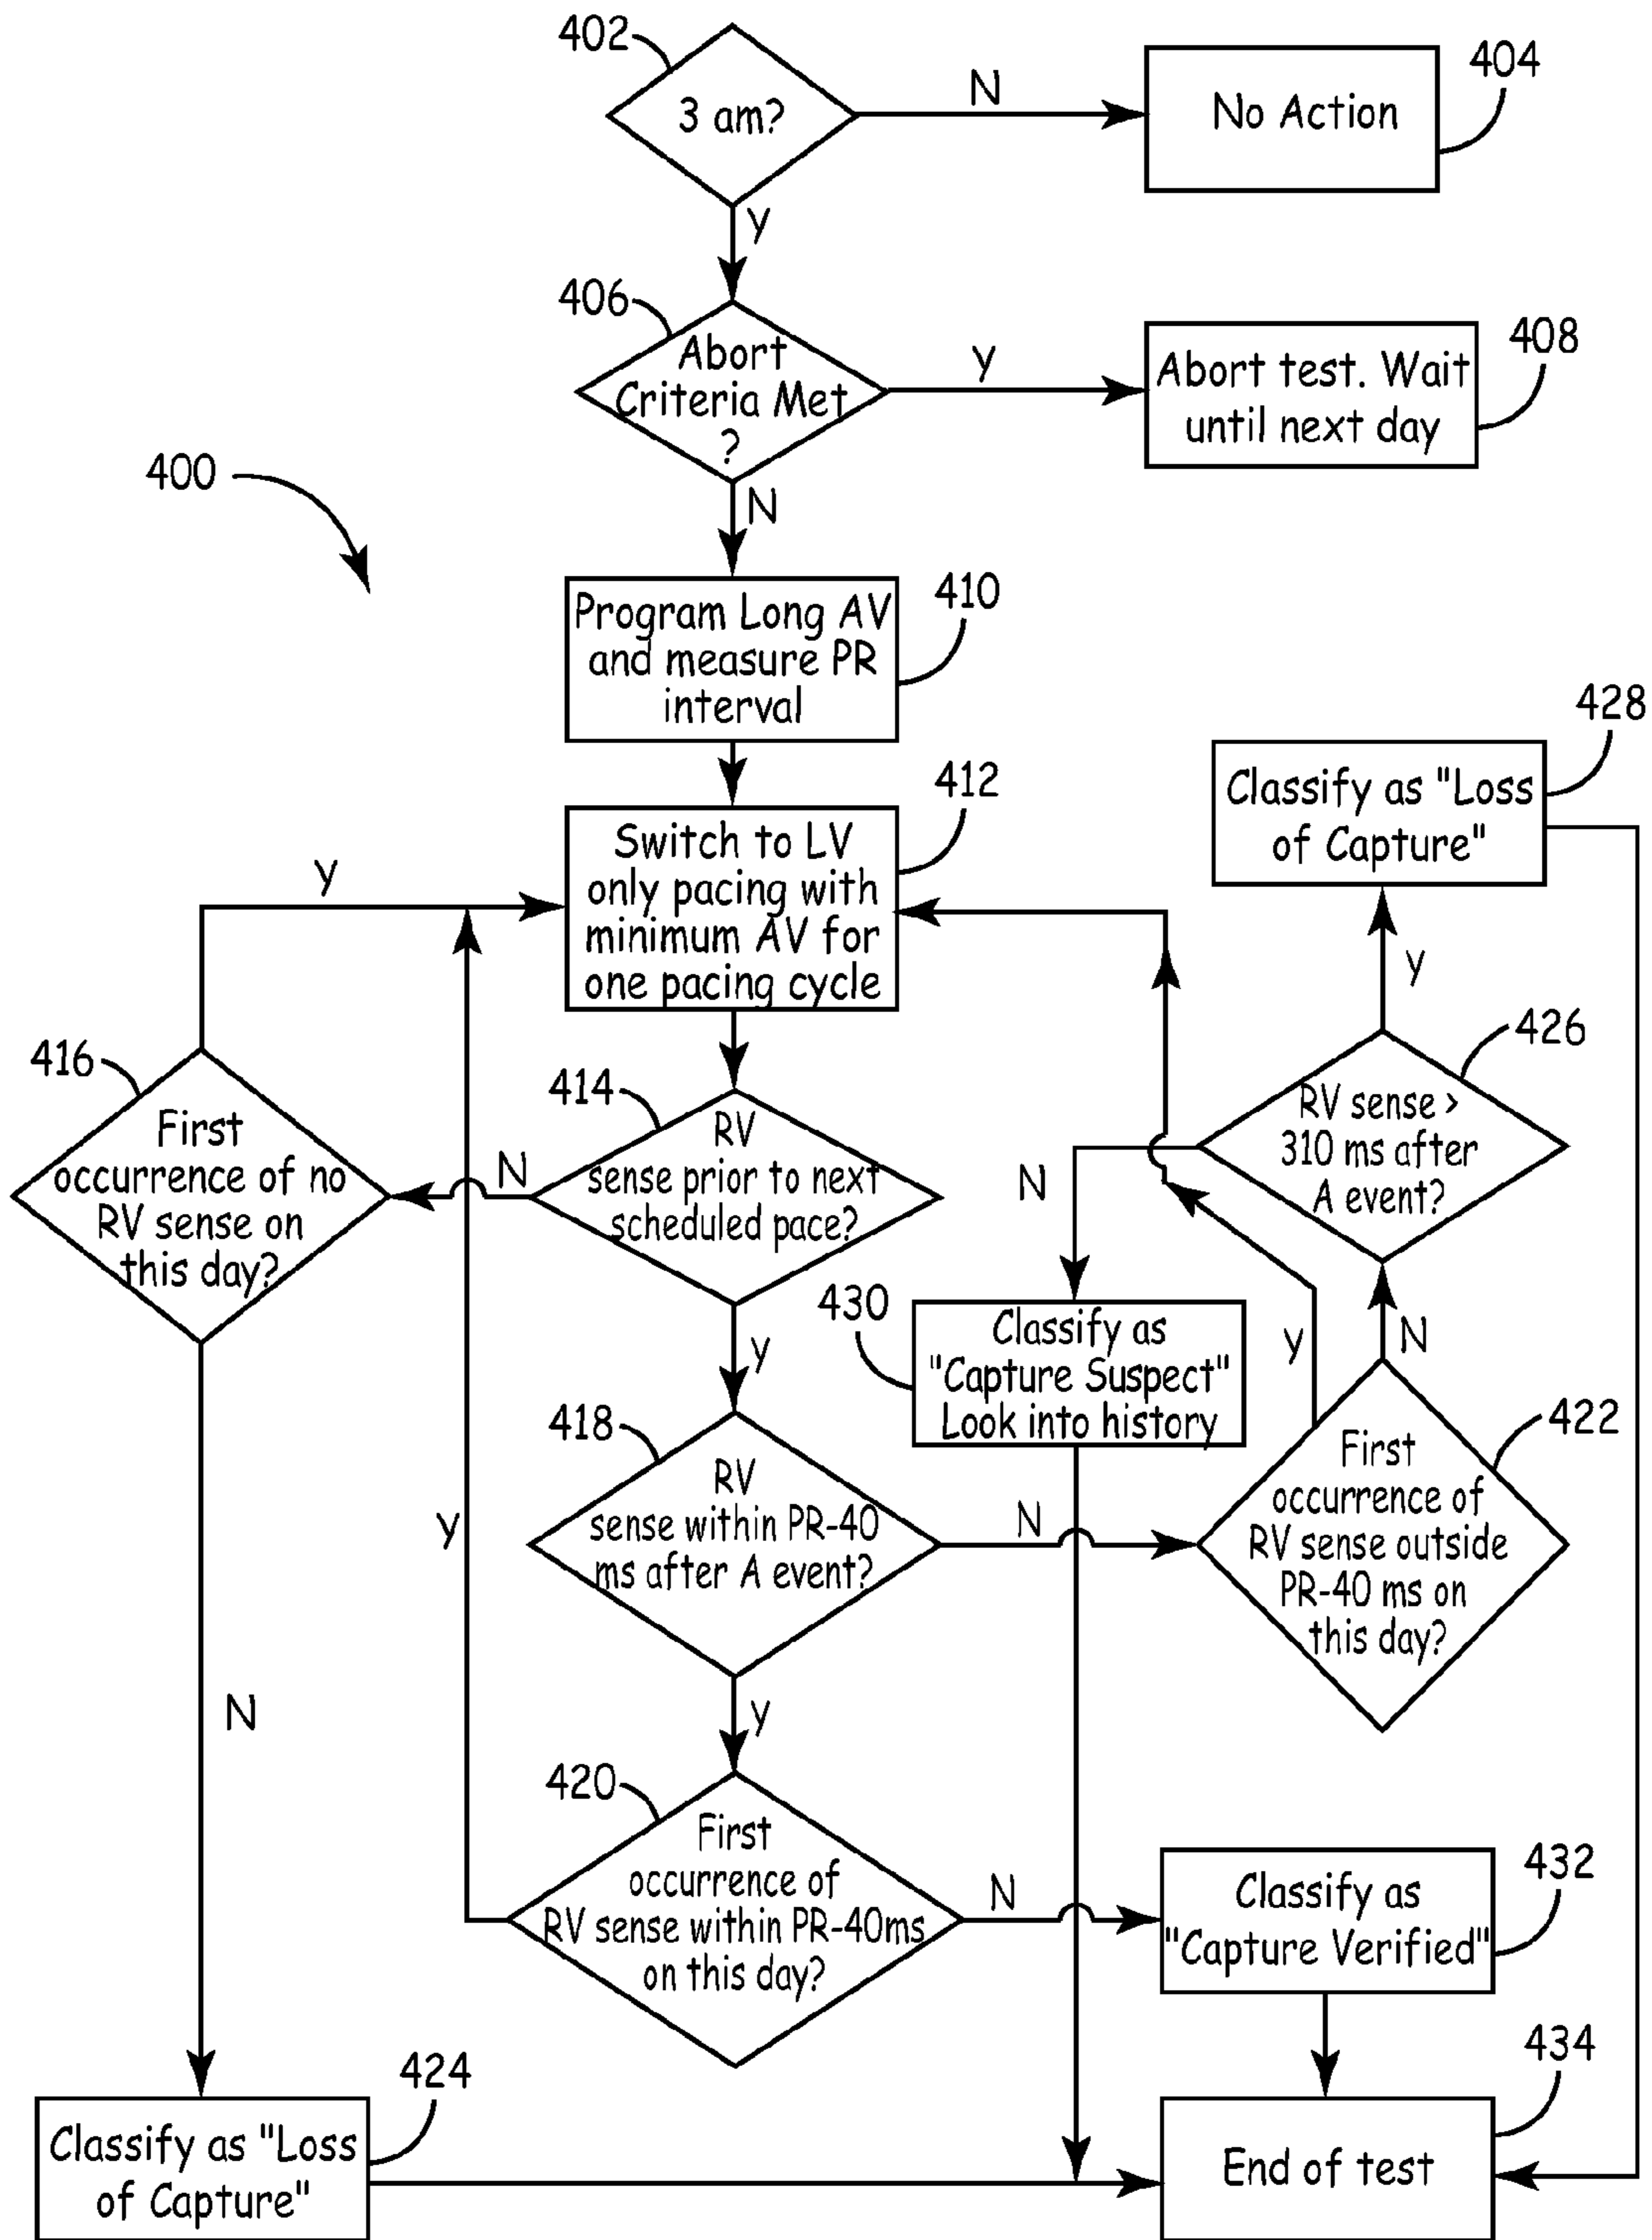 402
3 am?
N
No Action
404
y
406
Abort
Criteria Met
?
y
Abort test. Wait
until next day
408
400
N
Program Long AV
and measure PR
interval
410
428
Classify as "Loss
of Capture"
412
Switch to LV
only pacing with
minimum AV for
one pacing cycle
y
y
416
First
occurrence of no
RV sense on
this day?
414
RV
sense prior to next
scheduled pace?
N
426
RV sense >
310 ms after
A event?
N
430
Classify as
"Capture Suspect"
Look into history
y
y
N
418
RV
sense within PR-40
ms after A event?
N
422
First
occurrence of
RV sense outside
PR-40 ms on
this day?
y
N
y
420
First
occurrence of
RV sense within PR-40ms
on this day?
N
Classify as
"Capture Verified"
432
424
Classify as "Loss
of Capture"
434
End of test